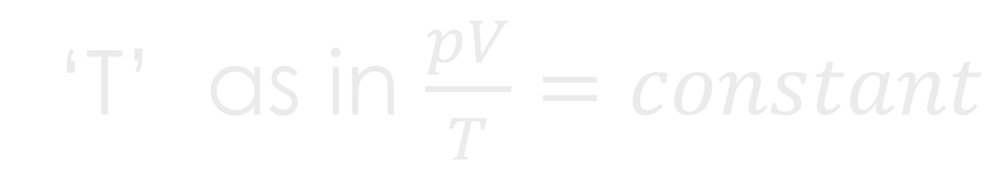 ‘T’ as in pV/T = constant